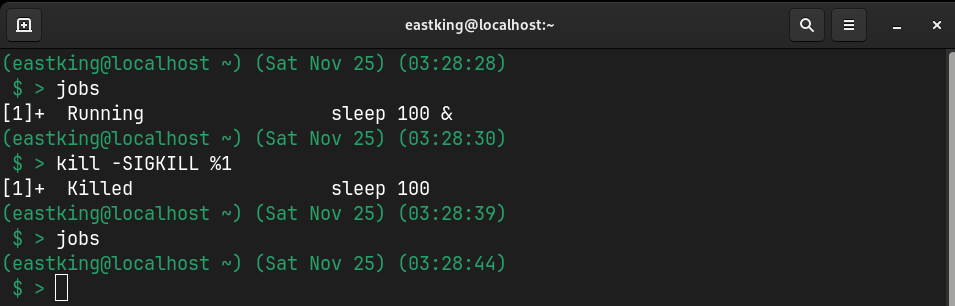 eastking@localhost:~
(eastking@localhost ~) (Sat Nov 25) (03:28:28)
$ > jobs
[1]+  Running                 sleep 100 &
(eastking@localhost ~) (Sat Nov 25) (03:28:30)
$ > kill -SIGKILL %1
[1]+  Killed                  sleep 100
(eastking@localhost ~) (Sat Nov 25) (03:28:39)
$ > jobs
(eastking@localhost ~) (Sat Nov 25) (03:28:44)
$ >